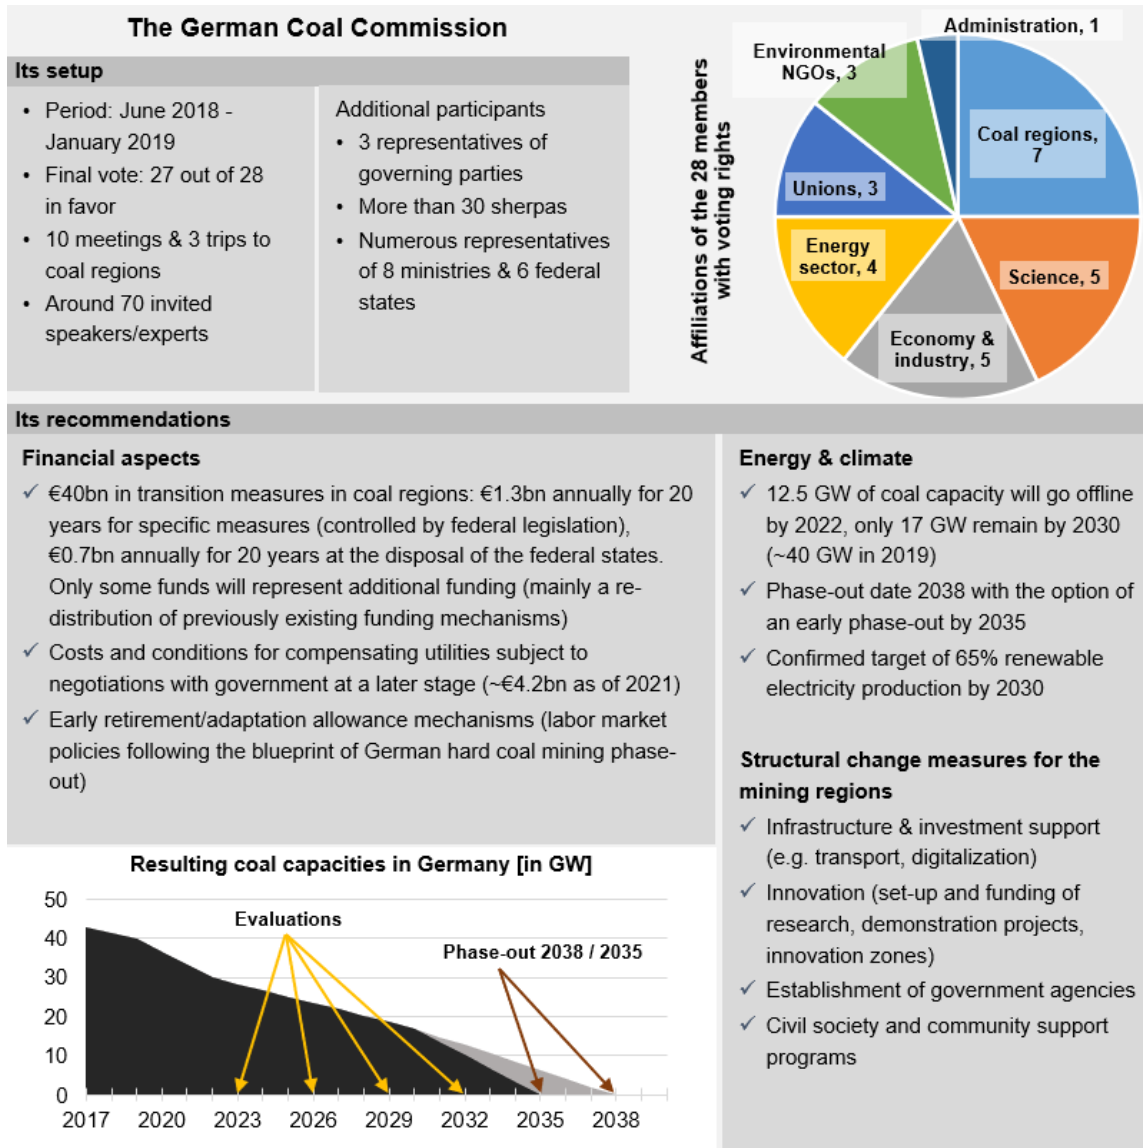 The German Coal Commission
Its setup
• Period: June 2018 -
January 2019
• Final vote: 27 out of 28
in favor
• 10 meetings & 3 trips to
coal regions
• Around 70 invited
speakers/experts
Additional participants
• 3 representatives of
governing parties
• More than 30 sherpas
• Numerous representatives
of 8 ministries & 6 federal
states
Affiliations of the 28 members
with voting rights
Administration, 1
Environmental
NGOs, 3
Coal regions,
7
Unions, 3
Energy
sector, 4
Science, 5
Economy &
industry, 5
Its recommendations
Financial aspects
✓ €40bn in transition measures in coal regions: €1.3bn annually for 20
years for specific measures (controlled by federal legislation),
€0.7bn annually for 20 years at the disposal of the federal states.
Only some funds will represent additional funding (mainly a re-
distribution of previously existing funding mechanisms)
✓ Costs and conditions for compensating utilities subject to
negotiations with government at a later stage (~€4.2bn as of 2021)
✓ Early retirement/adaptation allowance mechanisms (labor market
policies following the blueprint of German hard coal mining phase-
out)
Energy & climate
✓ 12.5 GW of coal capacity will go offline
by 2022, only 17 GW remain by 2030
(~40 GW in 2019)
✓ Phase-out date 2038 with the option of
an early phase-out by 2035
✓ Confirmed target of 65% renewable
electricity production by 2030
Structural change measures for the
mining regions
✓ Infrastructure & investment support
(e.g. transport, digitalization)
✓ Innovation (set-up and funding of
research, demonstration projects,
innovation zones)
✓ Establishment of government agencies
✓ Civil society and community support
programs
Resulting coal capacities in Germany [in GW]
50
40
30
20
10
0
Evaluations
Phase-out 2038 / 2035
2017 2020 2023 2026 2029 2032 2035 2038